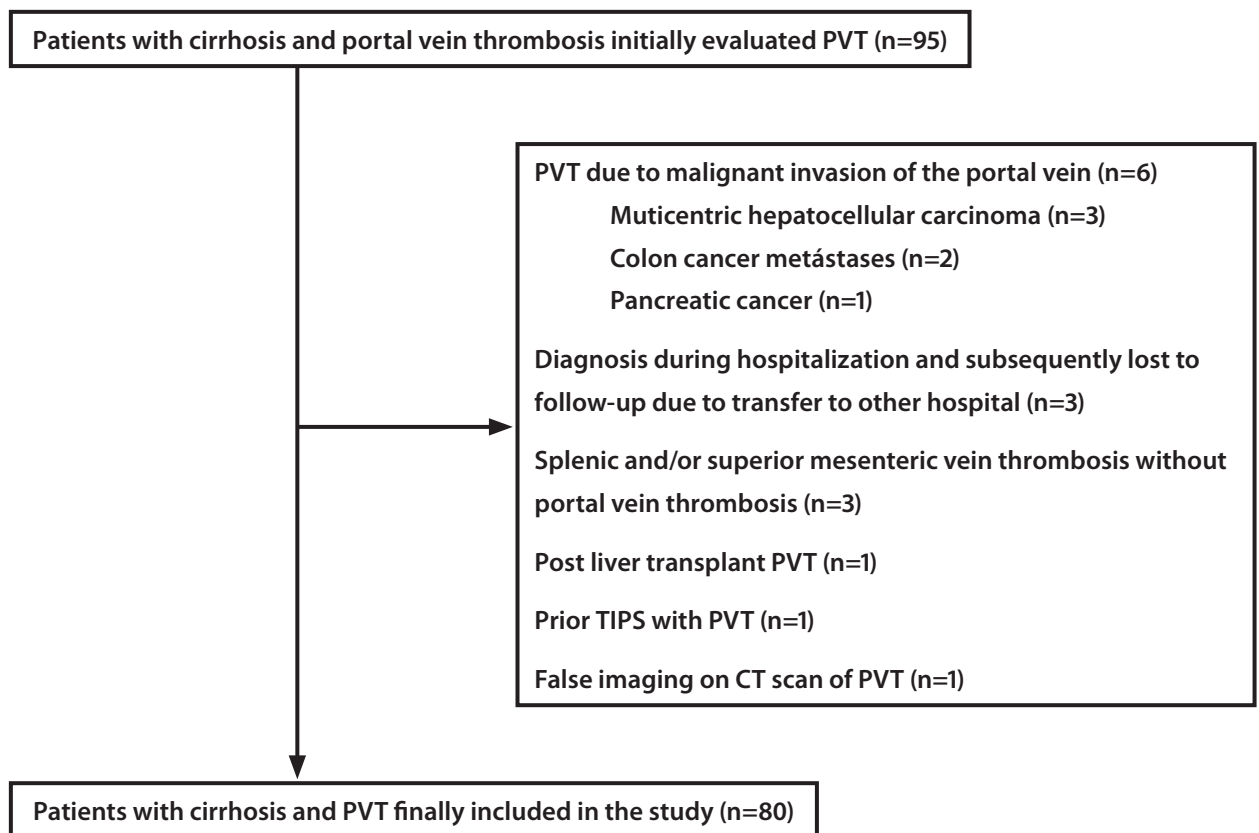 Patients with cirrhosis and portal vein thrombosis initially evaluated PVT (n=95)
PVT due to malignant invasion of the portal vein (n=6)
Muticentric hepatocellular carcinoma (n=3)
Colon cancer metástases (n=2)
Pancreatic cancer (n=1)
Diagnosis during hospitalization and subsequently lost to
follow-up due to transfer to other hospital (n=3)
Splenic and/or superior mesenteric vein thrombosis without
portal vein thrombosis (n=3)
Post liver transplant PVT (n=1)
Prior TIPS with PVT (n=1)
False imaging on CT scan of PVT (n=1)
Patients with cirrhosis and PVT finally included in the study (n=80)